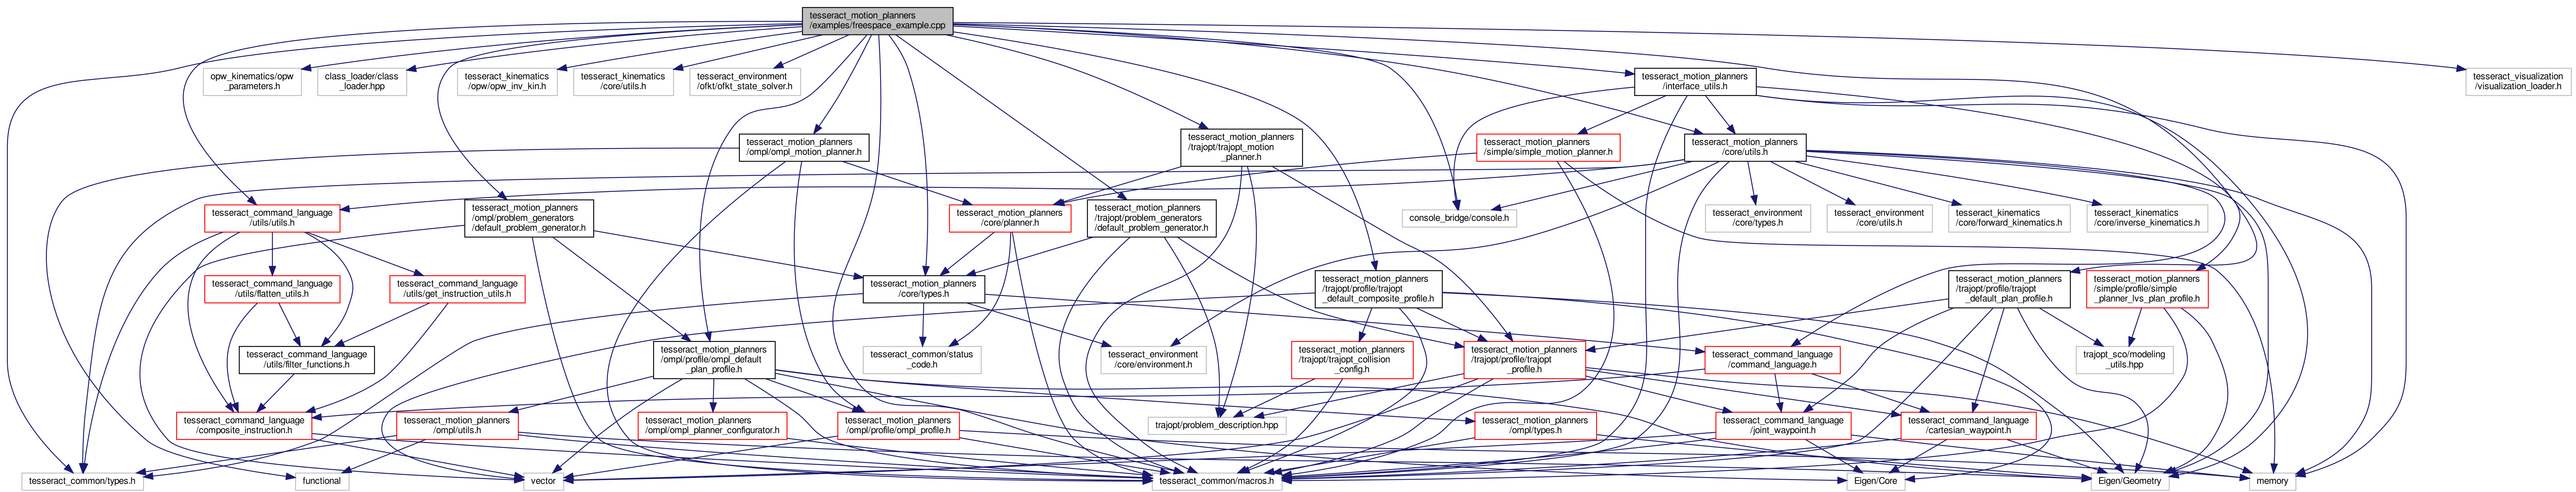 tesseract_motion_planners
/examples/freespace_example.cpp
opw_kinematics/opw
_parameters.h
class_loader/class
_loader.hpp
tesseract_kinematics
/opw/opw_inv_kin.h
tesseract_kinematics
/core/utils.h
tesseract_environment
/ofkt/ofkt_state_solver.h
tesseract_motion_planners
/interface_utils.h
tesseract_visualization
/visualization_loader.h
tesseract_motion_planners
/ompl/ompl_motion_planner.h
tesseract_motion_planners
/trajopt/trajopt_motion
_planner.h
tesseract_motion_planners
/simple/simple_motion_planner.h
tesseract_motion_planners
/core/utils.h
tesseract_command_language
/utils/utils.h
tesseract_motion_planners
/ompl/problem_generators
/default_problem_generator.h
tesseract_motion_planners
/core/planner.h
tesseract_motion_planners
/trajopt/problem_generators
/default_problem_generator.h
console_bridge/console.h
tesseract_environment
/core/types.h
tesseract_environment
/core/utils.h
tesseract_kinematics
/core/forward_kinematics.h
tesseract_kinematics
/core/inverse_kinematics.h
tesseract_command_language
/utils/flatten_utils.h
tesseract_command_language
/utils/get_instruction_utils.h
tesseract_motion_planners
/core/types.h
tesseract_motion_planners
/trajopt/profile/trajopt
_default_composite_profile.h
tesseract_motion_planners
/trajopt/profile/trajopt
_default_plan_profile.h
tesseract_motion_planners
/simple/profile/simple
_planner_lvs_plan_profile.h
tesseract_command_language
/utils/filter_functions.h
tesseract_motion_planners
/ompl/profile/ompl_default
_plan_profile.h
tesseract_common/status
_code.h
tesseract_environment
/core/environment.h
tesseract_motion_planners
/trajopt/trajopt_collision
_config.h
tesseract_motion_planners
/trajopt/profile/trajopt
_profile.h
tesseract_command_language
/command_language.h
trajopt_sco/modeling
_utils.hpp
tesseract_command_language
/composite_instruction.h
tesseract_motion_planners
/ompl/utils.h
tesseract_motion_planners
/ompl/ompl_planner_configurator.h
tesseract_motion_planners
/ompl/profile/ompl_profile.h
trajopt/problem_description.hpp
tesseract_motion_planners
/ompl/types.h
tesseract_command_language
/joint_waypoint.h
tesseract_command_language
/cartesian_waypoint.h
tesseract_common/types.h
functional
vector
tesseract_common/macros.h
Eigen/Core
Eigen/Geometry
memory